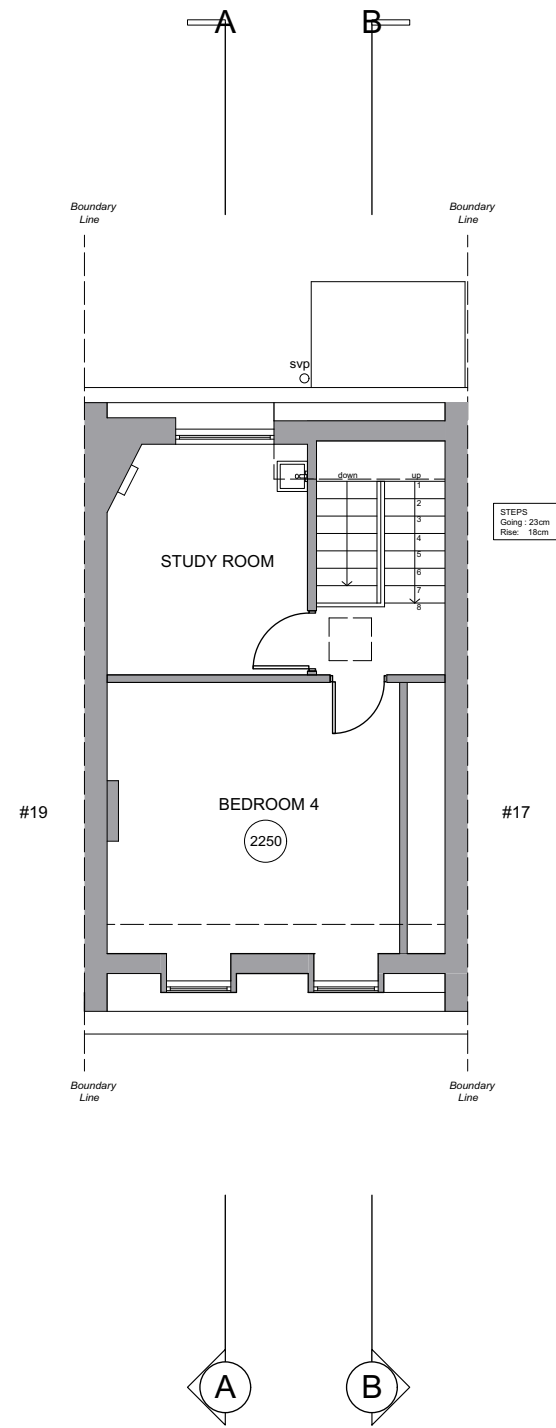 A B
Boundary
Line
Boundary
Line
svp
down up
1
2
3
4
5
6
7
8
STEPS
Going : 23cm
Rise: 18cm
STUDY ROOM
BEDROOM 4
2250
#19
#17
Boundary
Line
Boundary
Line
A B